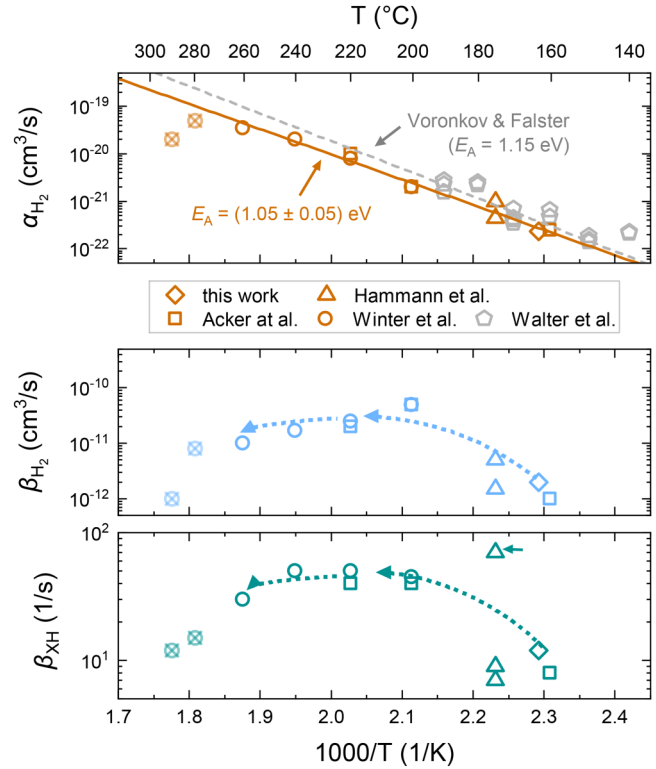 T (°C)
300 280 260 240 220 200 180 160 140
10⁻¹⁹
10⁻²⁰
10⁻²¹
10⁻²²
α_H₂ (cm³/s)
Voronkov & Falster
(E_A = 1.15 eV)
E_A = (1.05 ± 0.05) eV
this work Hammann et al.
Acker at al. Winter et al. Walter et al.
10⁻¹⁰
10⁻¹¹
10⁻¹²
β_H₂ (cm³/s)
10²
10¹
β_XH (1/s)
1.7 1.8 1.9 2.0 2.1 2.2 2.3 2.4
1000/T (1/K)